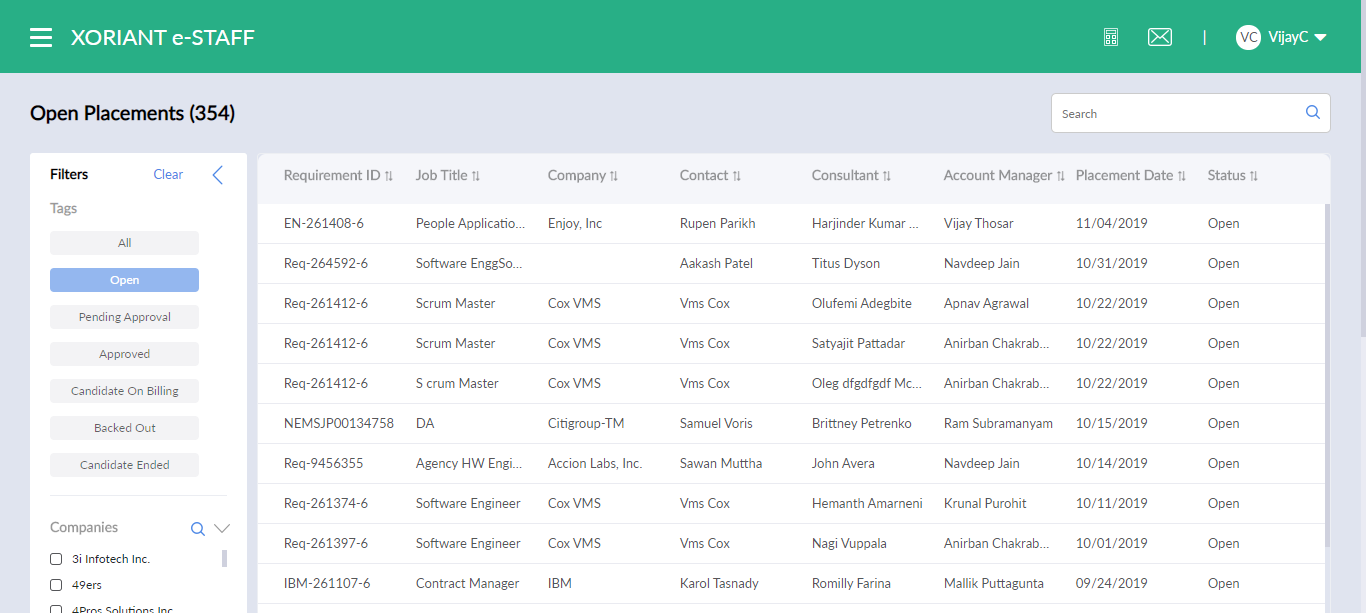 XORIANT e-STAFF
VC VijayC
Open Placements (354)
Search
Filters Clear
Tags
All
Open
Pending Approval
Approved
Candidate On Billing
Backed Out
Candidate Ended
Companies
3i Infotech Inc.
49ers
4Pros Solutions Inc
Requirement ID Job Title Company Contact Consultant Account Manager Placement Date Status
EN-261408-6 People Applicatio... Enjoy, Inc Rupen Parikh Harjinder Kumar ... Vijay Thosar 11/04/2019 Open
Req-264592-6 Software EnggSo... Aakash Patel Titus Dyson Navdeep Jain 10/31/2019 Open
Req-261412-6 Scrum Master Cox VMS Vms Cox Olufemi Adegbite Apnav Agrawal 10/22/2019 Open
Req-261412-6 Scrum Master Cox VMS Vms Cox Satyajit Pattadar Anirban Chakrab... 10/22/2019 Open
Req-261412-6 S crum Master Cox VMS Vms Cox Oleg dfgdfgdf Mc... Anirban Chakrab... 10/22/2019 Open
NEMSJP00134758 DA Citigroup-TM Samuel Voris Brittney Petrenko Ram Subramanyam 10/15/2019 Open
Req-9456355 Agency HW Engi... Accion Labs, Inc. Sawan Muttha John Avera Navdeep Jain 10/14/2019 Open
Req-261374-6 Software Engineer Cox VMS Vms Cox Hemanth Amarneni Krunal Purohit 10/11/2019 Open
Req-261397-6 Software Engineer Cox VMS Vms Cox Nagi Vuppala Anirban Chakrab... 10/01/2019 Open
IBM-261107-6 Contract Manager IBM Karol Tasnady Romilly Farina Mallik Puttagunta 09/24/2019 Open